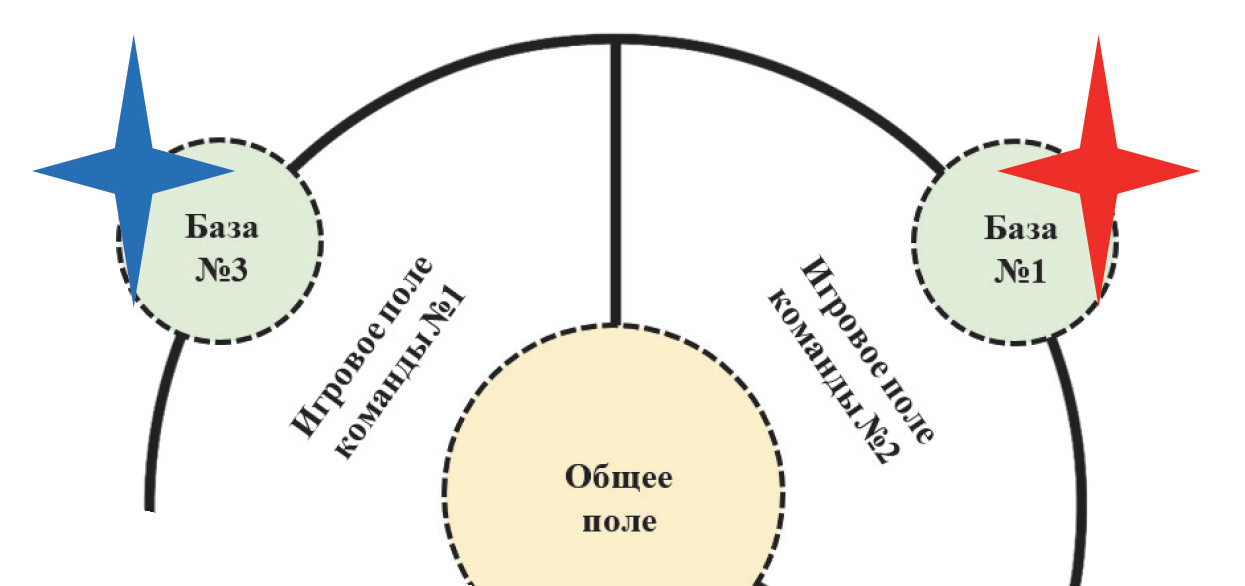 База
№3
База
№1
Игровое поле
команды №1
Игровое поле
команды №2
Общее
поле